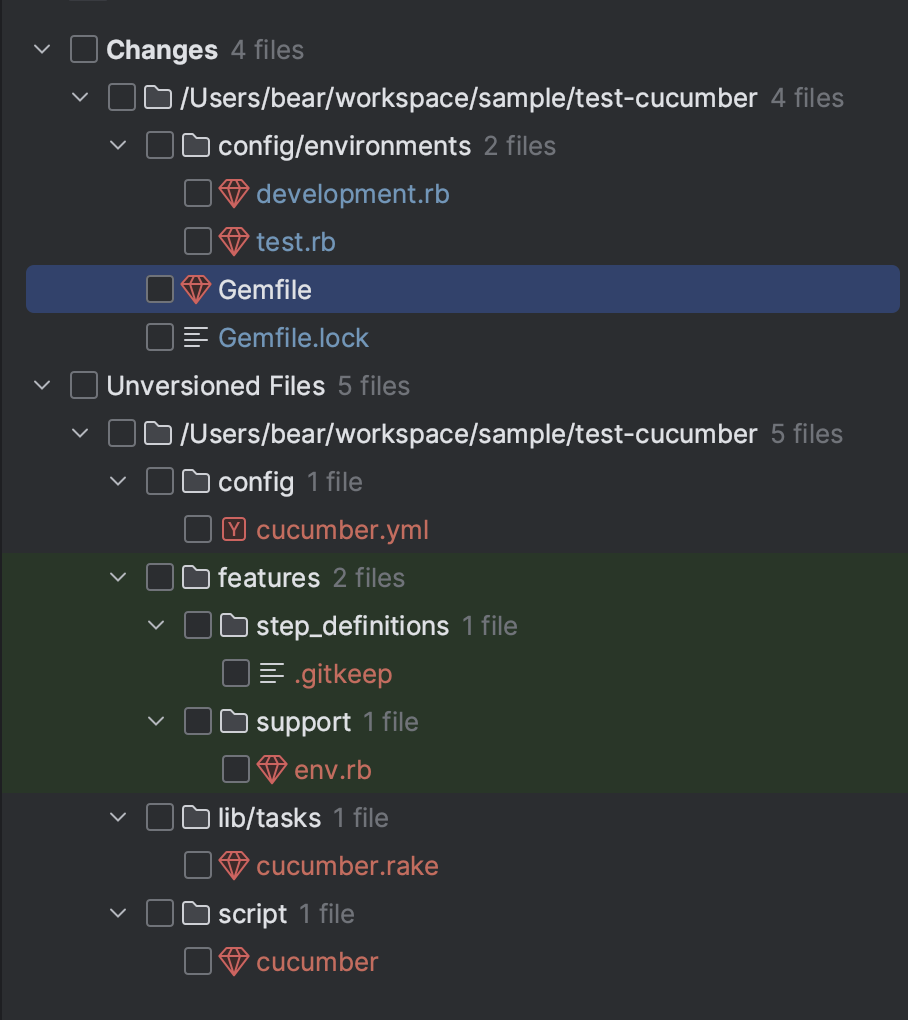 Changes 4 files
/Users/bear/workspace/sample/test-cucumber 4 files
config/environments 2 files
development.rb
test.rb
Gemfile
Gemfile.lock
Unversioned Files 5 files
/Users/bear/workspace/sample/test-cucumber 5 files
config 1 file
Y cucumber.yml
features 2 files
step_definitions 1 file
.gitkeep
support 1 file
env.rb
lib/tasks 1 file
cucumber.rake
script 1 file
cucumber